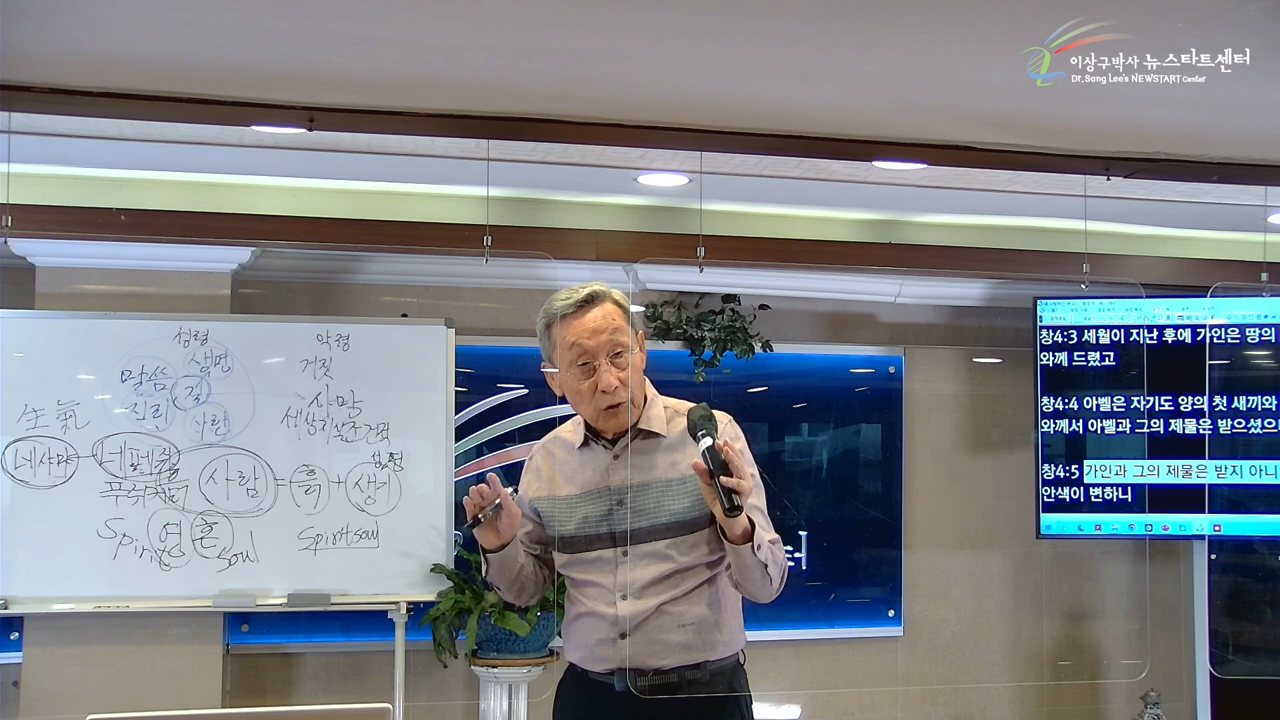 이상구박사 뉴스타트센터
Dr. Sang Lee's NEWSTART Center
성령 악령
생명 거짓
말씀 길
진리 사랑
사막
生氣 세상
네샤마 네페쉬
사람 = 흙 + 생기
Spirit 영 혼 Soul
Spirit soul
창4:3 세월이 지난 후에 가인은 땅의
와께 드렸고
창4:4 아벨은 자기도 양의 첫 새끼와
와께서 아벨과 그의 제물은 받으셨으
창4:5 가인과 그의 제물은 받지 아니
안색이 변하니
터